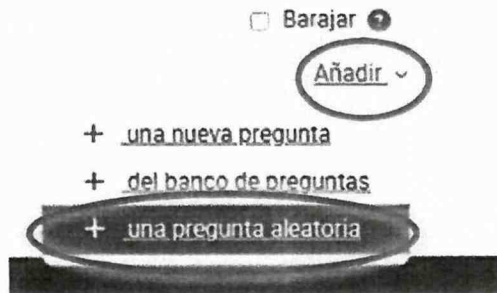 Barajar ?
Añadir
+ una nueva pregunta
+ del banco de preguntas
+ una pregunta aleatoria